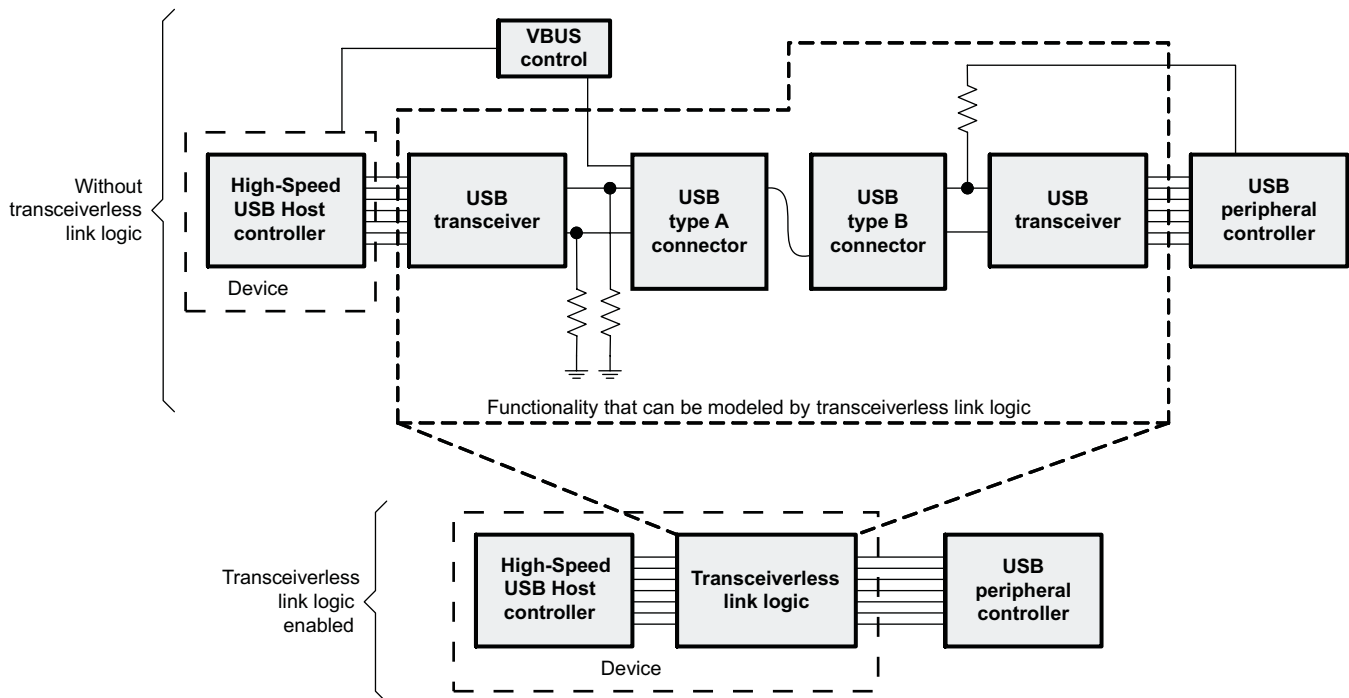 VBUS
control
Without
transceiverless
link logic
High-Speed
USB Host
controller
Device
USB
transceiver
USB
type A
connector
USB
type B
connector
USB
transceiver
USB
peripheral
controller
Functionality that can be modeled by transceiverless link logic
Transceiverless
link logic
enabled
High-Speed
USB Host
controller
Transceiverless
link logic
USB
peripheral
controller
Device